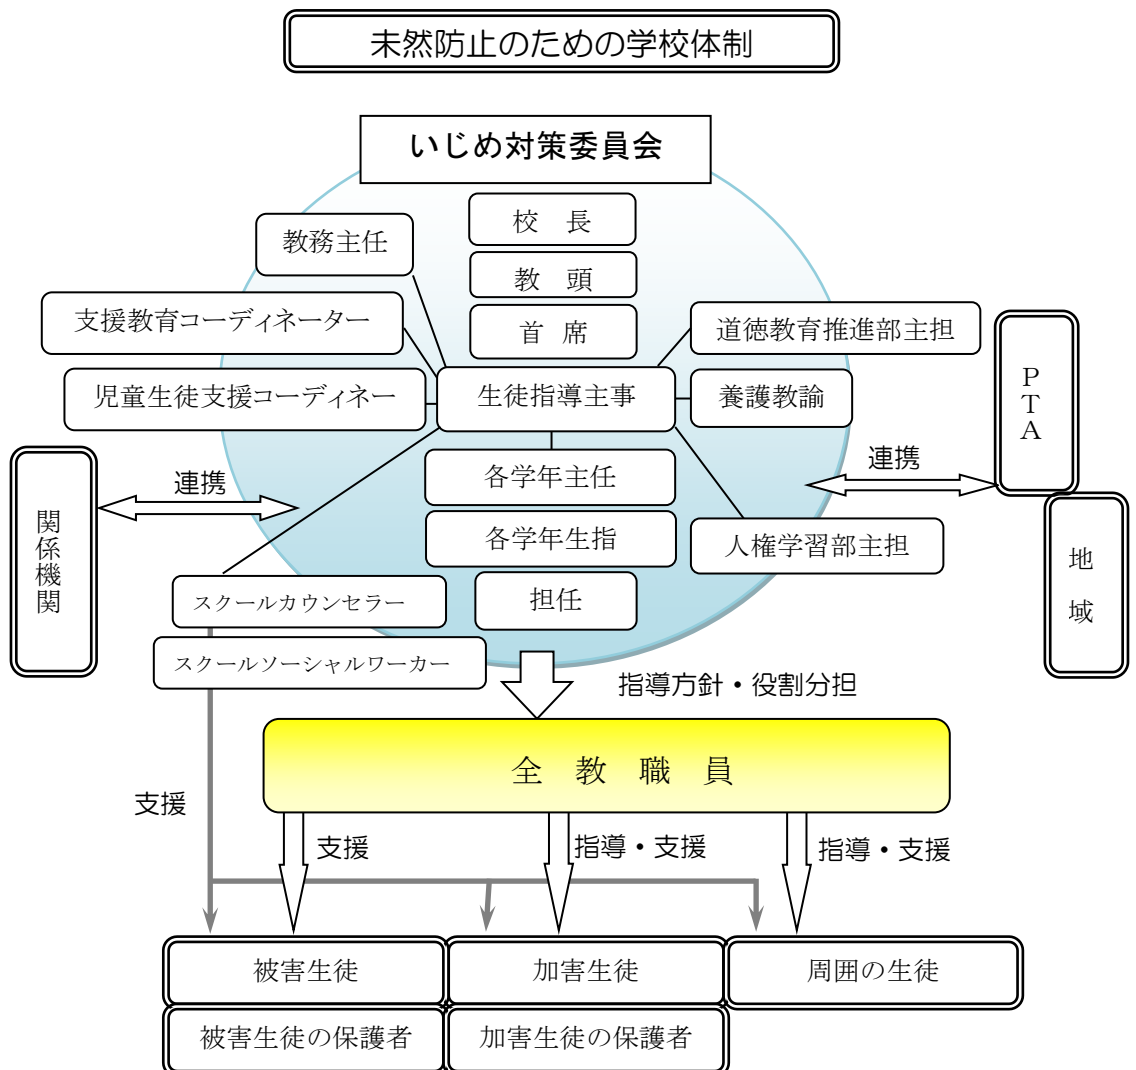 未然防止のための学校体制
いじめ対策委員会
校　長
教務主任
教　頭
支援教育コーディネーター
首　席
道徳教育推進部主担
児童生徒支援コーディネー
生徒指導主事
養護教諭
PTA
連携
各学年主任
連携
関係機関
各学年生指
人権学習部主担
地　域
スクールカウンセラー
担任
スクールソーシャルワーカー
指導方針・役割分担
全　教　職　員
支援
支援
指導・支援
指導・支援
被害生徒
加害生徒
周囲の生徒
被害生徒の保護者
加害生徒の保護者